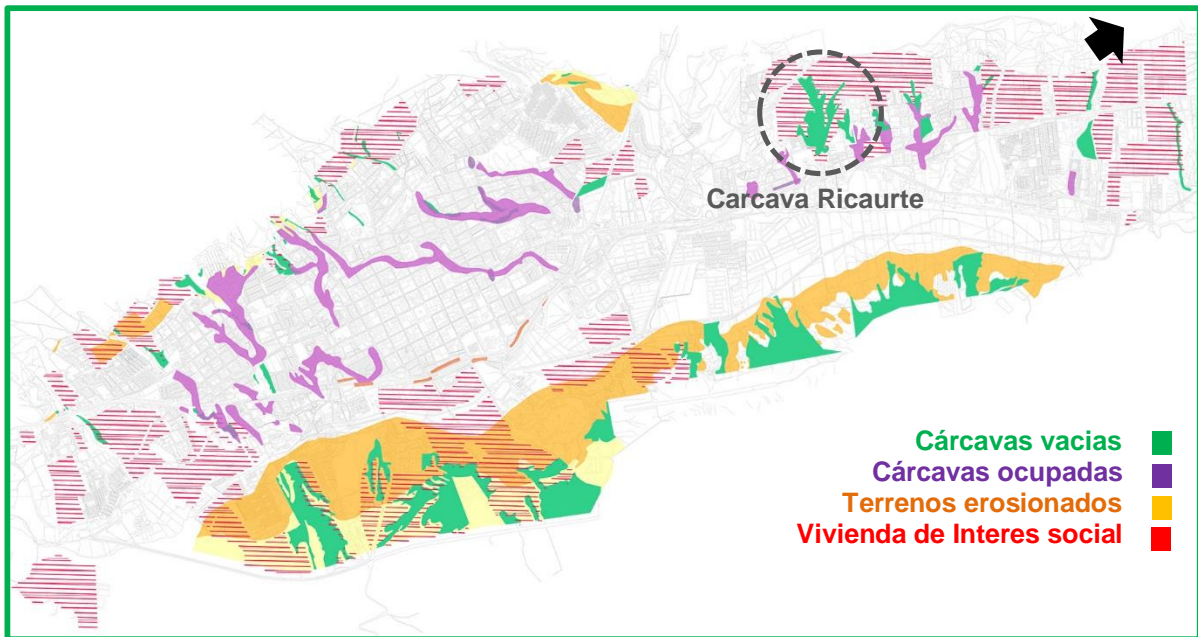 Carcava Ricaurte
Cárcavas vacias
Cárcavas ocupadas
Terrenos erosionados
Vivienda de Interes social